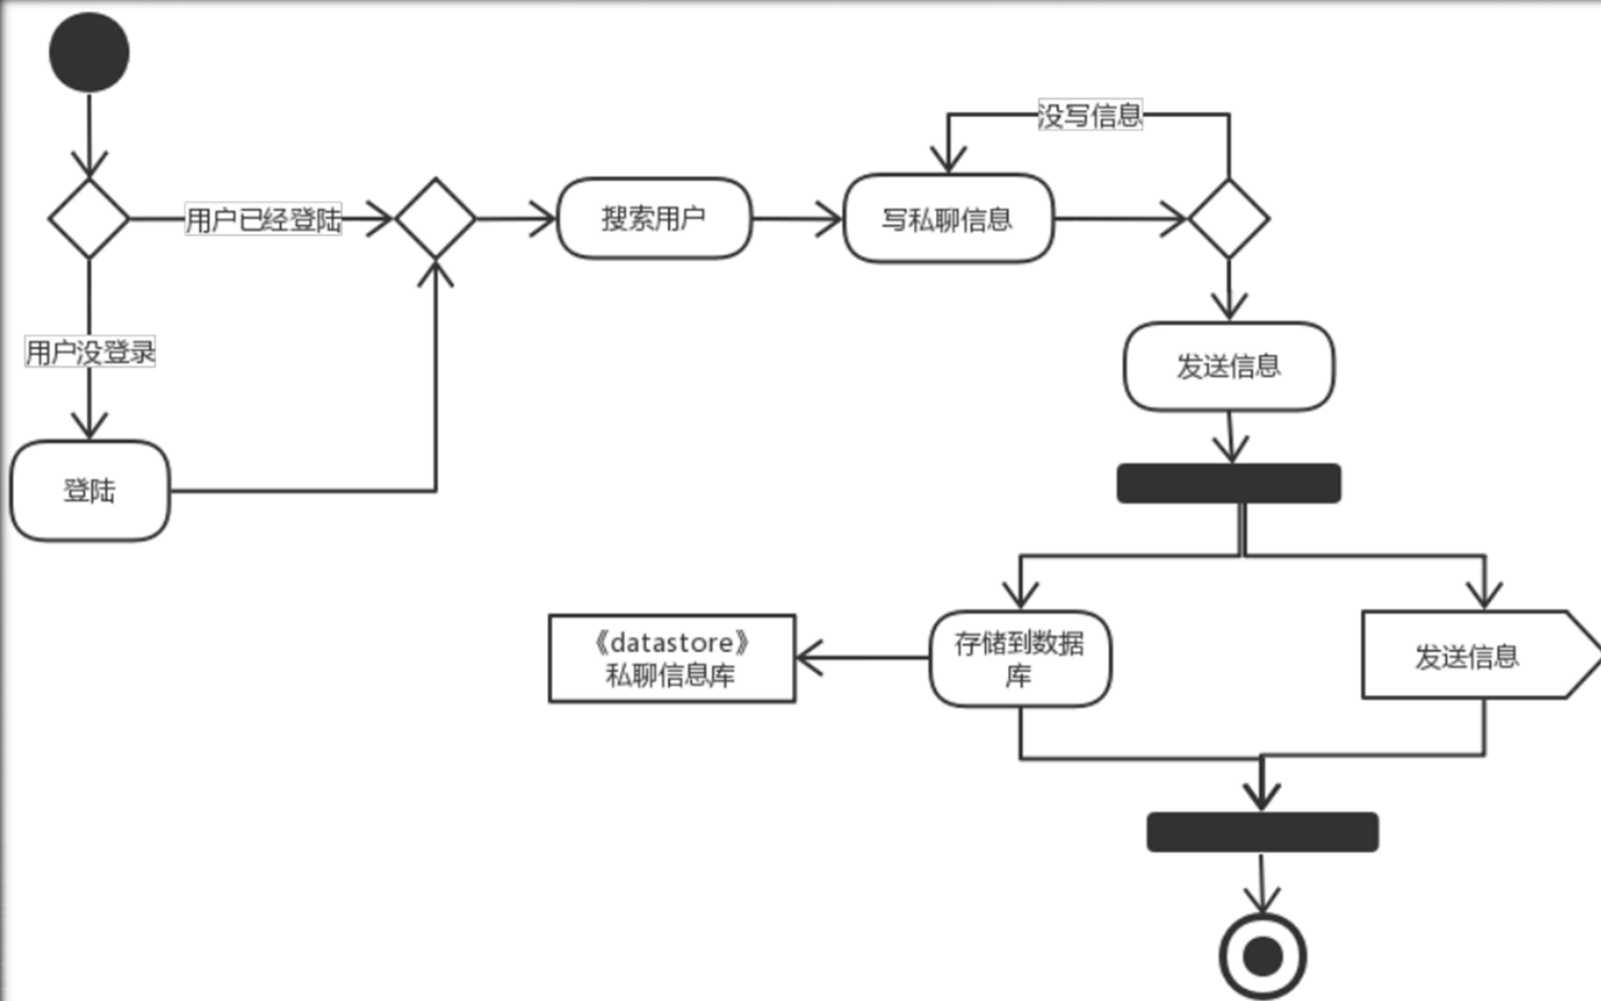 没写信息
用户已经登陆
搜索用户
写私聊信息
用户没登录
发送信息
登陆
《datastore》
私聊信息库
存储到数据
库
发送信息